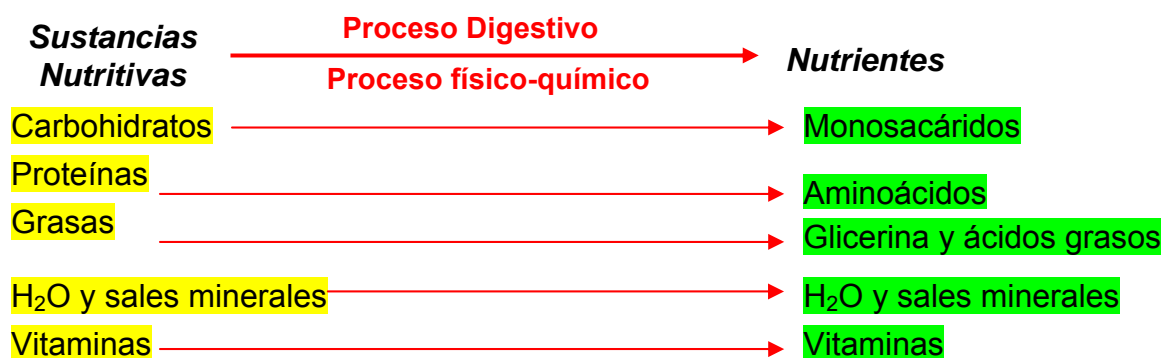 Sustancias
Nutritivas
Proceso Digestivo
Proceso físico-químico
Nutrientes
Carbohidratos
Monosacáridos
Proteínas
Aminoácidos
Grasas
Glicerina y ácidos grasos
H₂O y sales minerales
H₂O y sales minerales
Vitaminas
Vitaminas